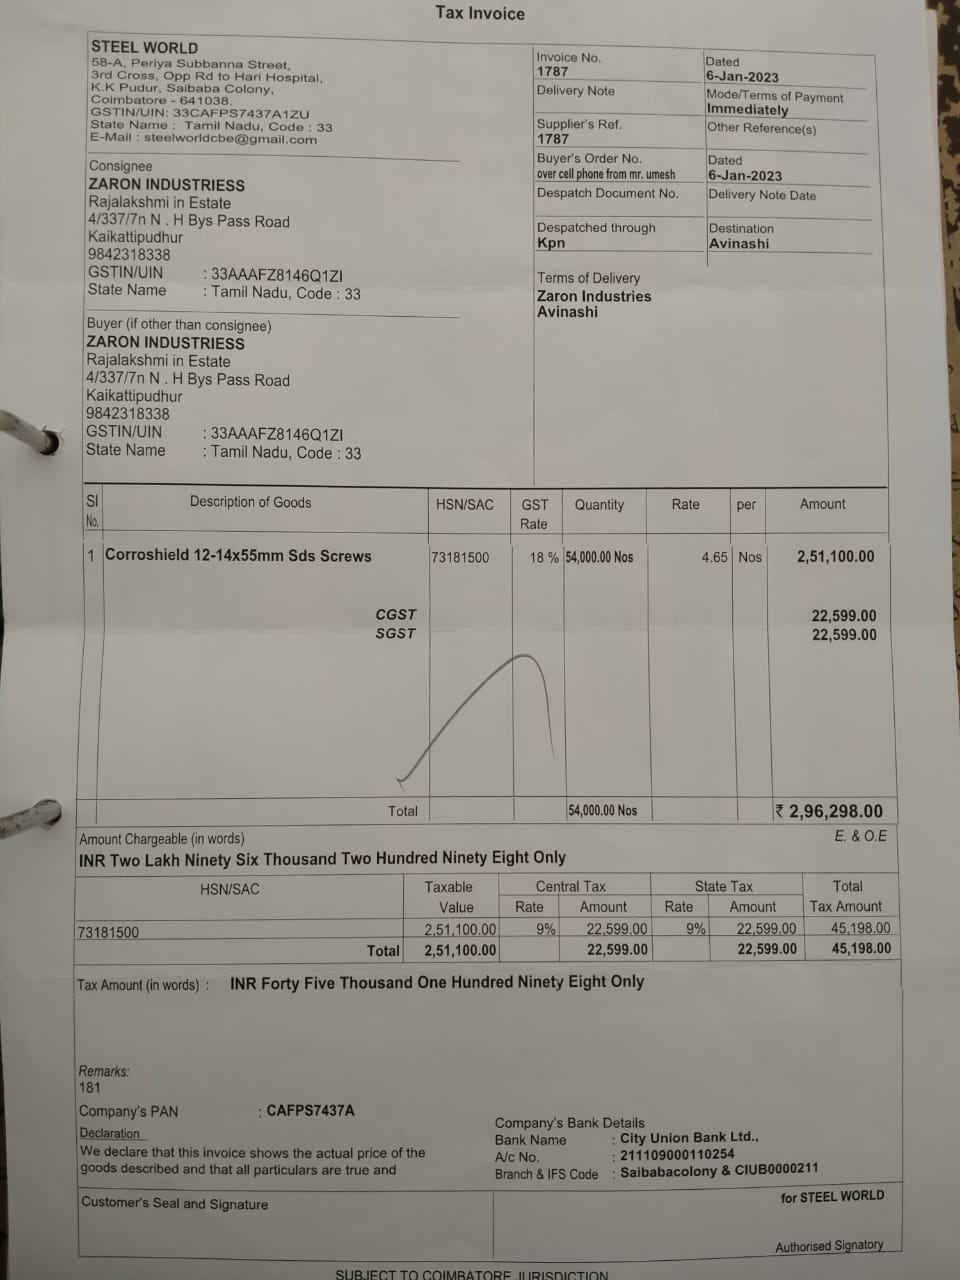 Tax Invoice
STEEL WORLD
58-A, Periya Subbanna Street,
3rd Cross, Opp Rd to Hari Hospital,
K.K Pudur, Saibaba Colony,
Coimbatore - 641038.
GSTIN/UIN: 33CAFPS7437A1ZU
State Name : Tamil Nadu, Code : 33
E-Mail : steelworldcbe@gmail.com
Invoice No. Dated
1787 6-Jan-2023
Delivery Note Mode/Terms of Payment
Immediately
Supplier's Ref. Other Reference(s)
1787
Buyer's Order No. Dated
over cell phone from mr. umesh 6-Jan-2023
Despatch Document No. Delivery Note Date
Despatched through Destination
Kpn Avinashi
Terms of Delivery
Zaron Industries
Avinashi
Consignee
ZARON INDUSTRIESS
Rajalakshmi in Estate
4/337/7n N . H Bys Pass Road
Kaikattipudhur
9842318338
GSTIN/UIN : 33AAAFZ8146Q1ZI
State Name : Tamil Nadu, Code : 33
Buyer (if other than consignee)
ZARON INDUSTRIESS
Rajalakshmi in Estate
4/337/7n N . H Bys Pass Road
Kaikattipudhur
9842318338
GSTIN/UIN : 33AAAFZ8146Q1ZI
State Name : Tamil Nadu, Code : 33
Sl Description of Goods HSN/SAC GST Quantity Rate per Amount
No. Rate
1 Corroshield 12-14x55mm Sds Screws 73181500 18 % 54,000.00 Nos 4.65 Nos 2,51,100.00
CGST 22,599.00
SGST 22,599.00
Total 54,000.00 Nos ₹ 2,96,298.00
Amount Chargeable (in words) E. & O.E
INR Two Lakh Ninety Six Thousand Two Hundred Ninety Eight Only
HSN/SAC Taxable Central Tax State Tax Total
Value Rate Amount Rate Amount Tax Amount
73181500 2,51,100.00 9% 22,599.00 9% 22,599.00 45,198.00
Total 2,51,100.00 22,599.00 22,599.00 45,198.00
Tax Amount (in words) : INR Forty Five Thousand One Hundred Ninety Eight Only
Remarks:
181
Company's PAN : CAFPS7437A
Declaration
We declare that this invoice shows the actual price of the
goods described and that all particulars are true and
Company's Bank Details
Bank Name : City Union Bank Ltd.,
A/c No. : 211109000110254
Branch & IFS Code : Saibabacolony & CIUB0000211
Customer's Seal and Signature
for STEEL WORLD
Authorised Signatory
SUBJECT TO COIMBATORE JURISDICTION